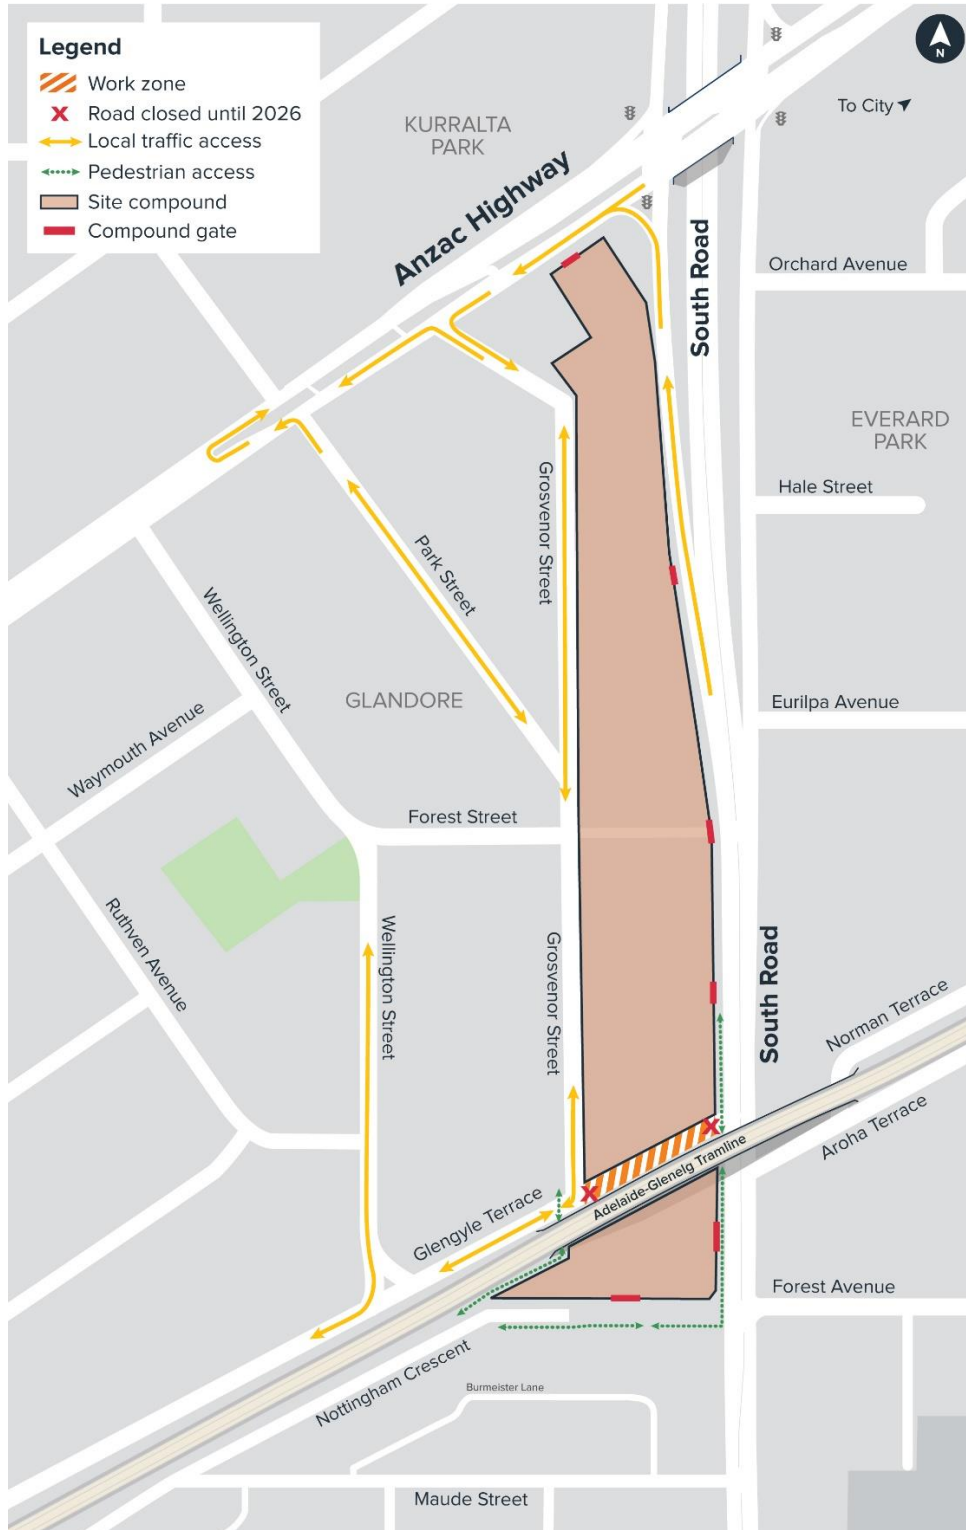 Legend
Work zone
Road closed until 2026
Local traffic access
Pedestrian access
Site compound
Compound gate
N
To City
KURRALTA
PARK
Anzac Highway
South Road
Orchard Avenue
EVERARD
PARK
Hale Street
Grosvenor Street
Park Street
Wellington Street
GLANDORE
Eurilpa Avenue
Waymouth Avenue
Forest Street
Ruthven Avenue
Wellington Street
Grosvenor Street
South Road
Norman Terrace
Aroha Terrace
Adelaide-Glenelg Tramline
Glengyle Terrace
Forest Avenue
Nottingham Crescent
Burmeister Lane
Maude Street